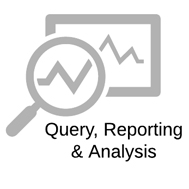 Query, Reporting
& Analysis